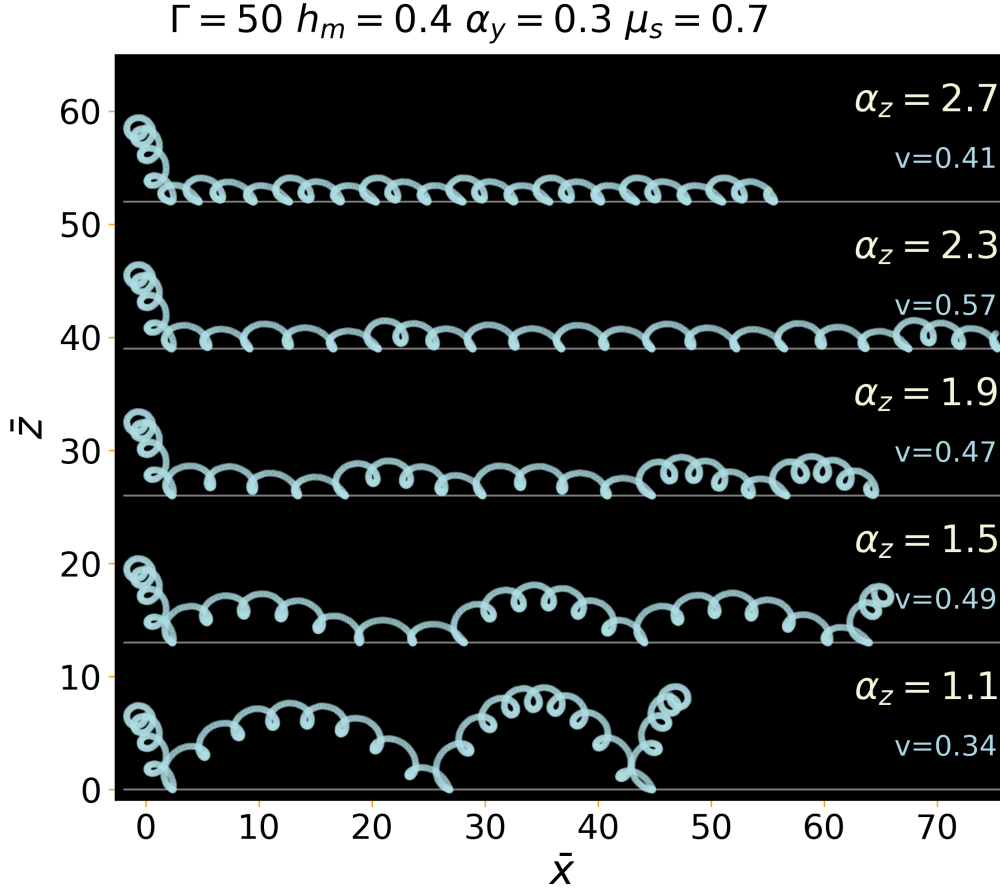 Γ = 50 hₘ = 0.4 α_y = 0.3 μₛ = 0.7
60
α_z = 2.7
v=0.41
50
α_z = 2.3
v=0.57
40
α_z = 1.9
v=0.47
30
α_z = 1.5
v=0.49
20
α_z = 1.1
v=0.34
10
0
z̄
0 10 20 30 40 50 60 70
x̄